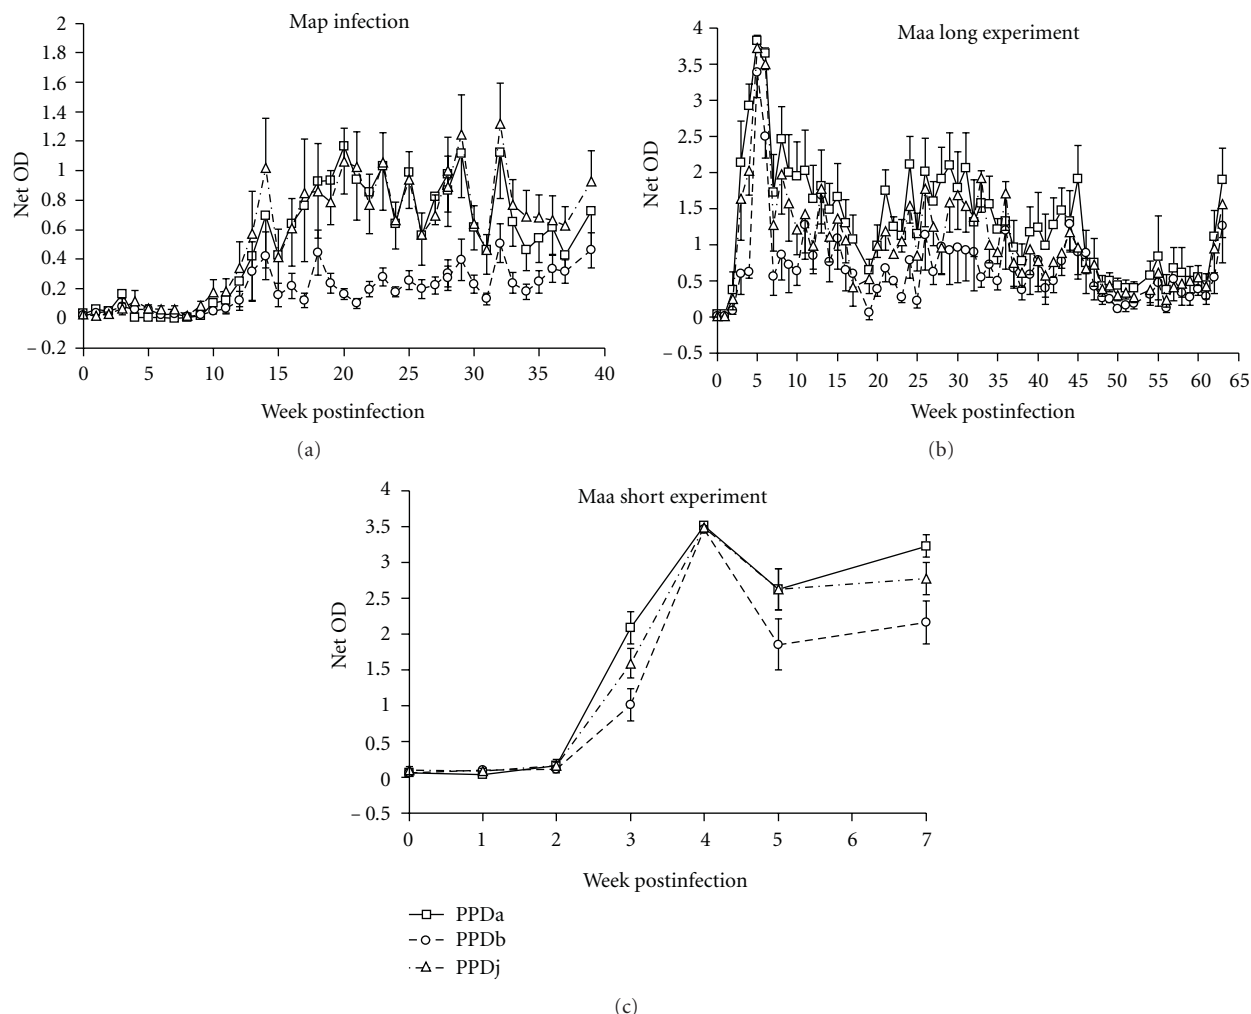 Map infection
2
1.8
1.6
1.4
1.2
1
0.8
0.6
0.4
0.2
0
– 0.2
Net OD
0 5 10 15 20 25 30 35 40
Week postinfection
(a)
Maa long experiment
4
3.5
3
2.5
2
1.5
1
0.5
0
– 0.5
Net OD
0 5 10 15 20 25 30 35 40 45 50 55 60 65
Week postinfection
(b)
Maa short experiment
4
3.5
3
2.5
2
1.5
1
0.5
0
– 0.5
Net OD
0 1 2 3 4 5 6 7
Week postinfection
PPDa
PPDb
PPDj
(c)